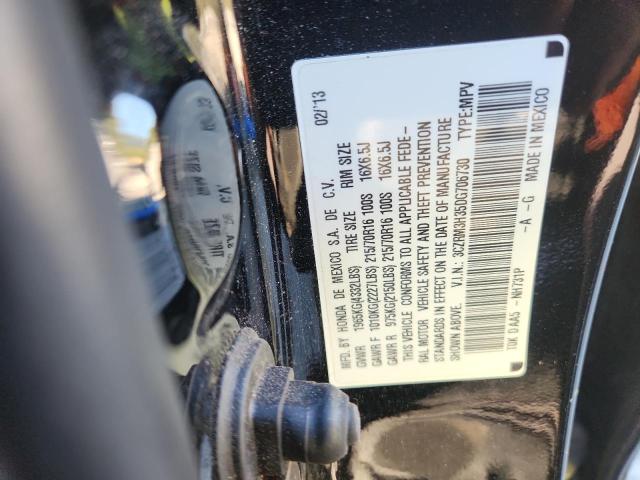 MFD. BY HONDA DE MEXICO S.A. DE C.V. 02/13
GVWR 1965KG(4332LBS) TIRE SIZE RIM SIZE
GAWR F 1010KG(2227LBS) 215/70R16 100S 16X6.5J
GAWR R 975KG(2150LBS) 215/70R16 100S 16X6.5J
THIS VEHICLE CONFORMS TO ALL APPLICABLE FEDE-
RAL MOTOR VEHICLE SAFETY AND THEFT PREVENTION
STANDARDS IN EFFECT ON THE DATE OF MANUFACTURE
SHOWN ABOVE. V.I.N.: 3CZRM3H35DG706730 TYPE:MPV
TOK D AA5 -NH731P -A -G MADE IN MEXICO